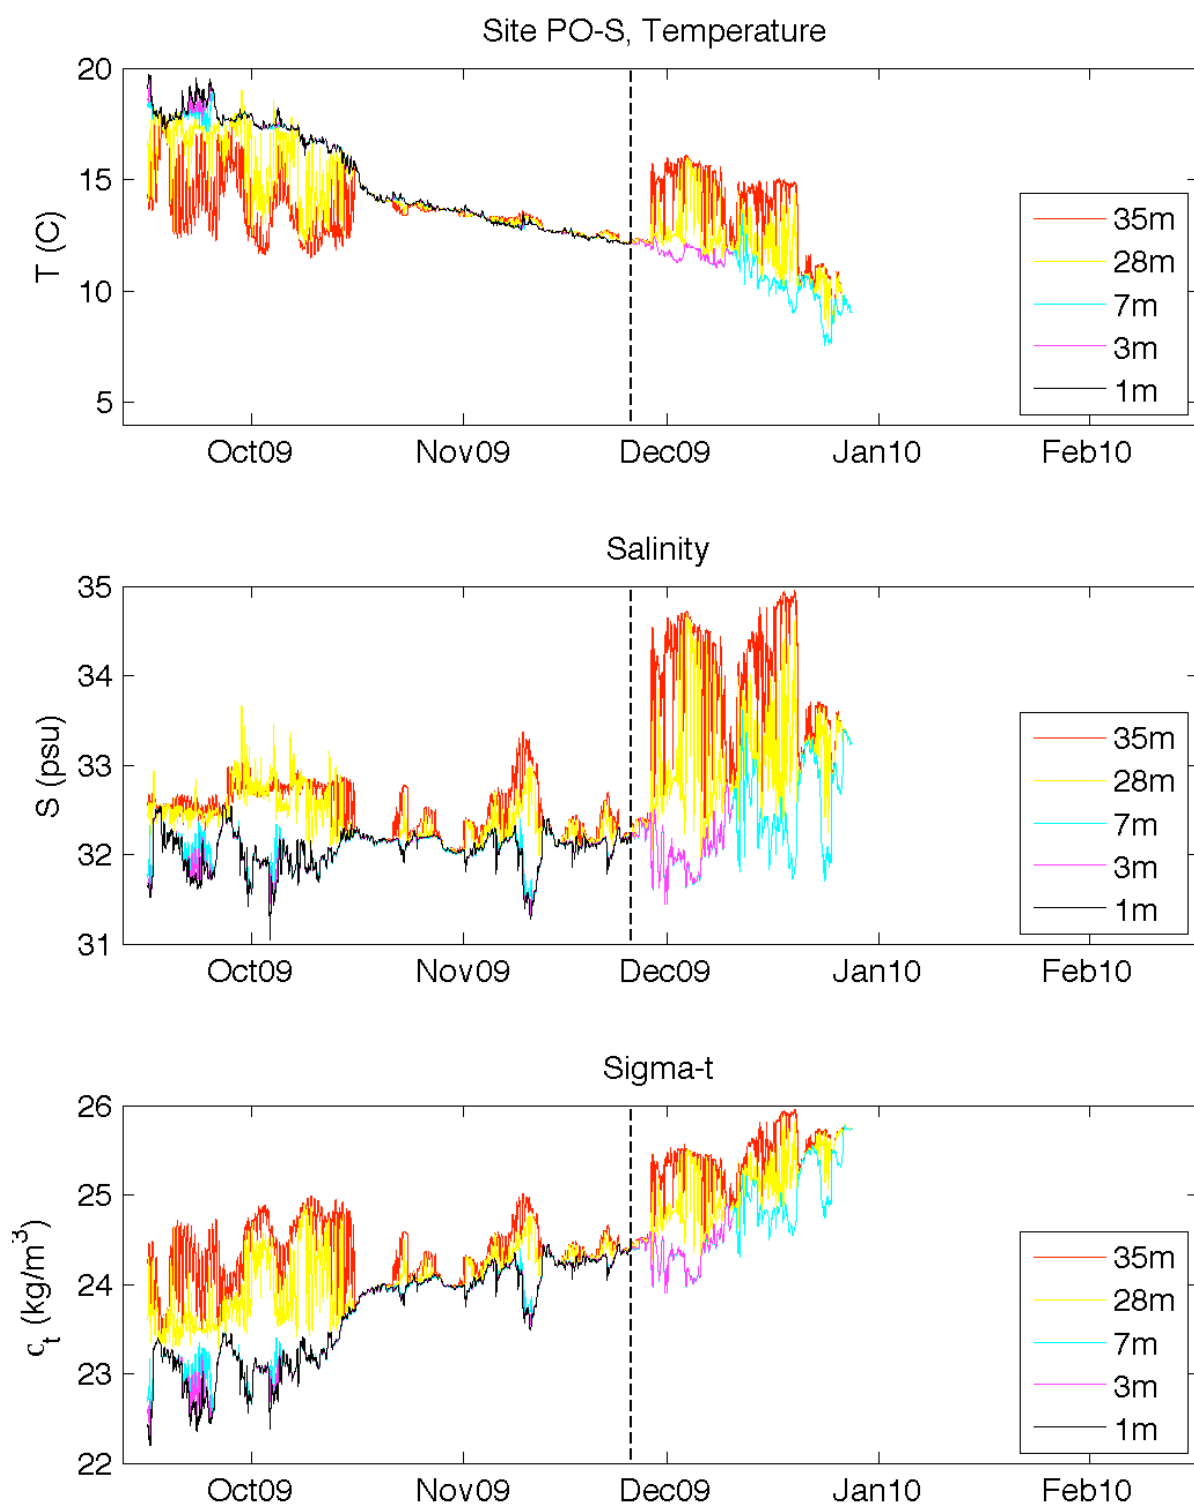 Site PO-S, Temperature
20
15
10
5
T (C)
35m
28m
7m
3m
1m
Oct09 Nov09 Dec09 Jan10 Feb10
Salinity
35
34
33
32
31
S (psu)
35m
28m
7m
3m
1m
Oct09 Nov09 Dec09 Jan10 Feb10
Sigma-t
26
25
24
23
22
ς_t (kg/m^3)
35m
28m
7m
3m
1m
Oct09 Nov09 Dec09 Jan10 Feb10